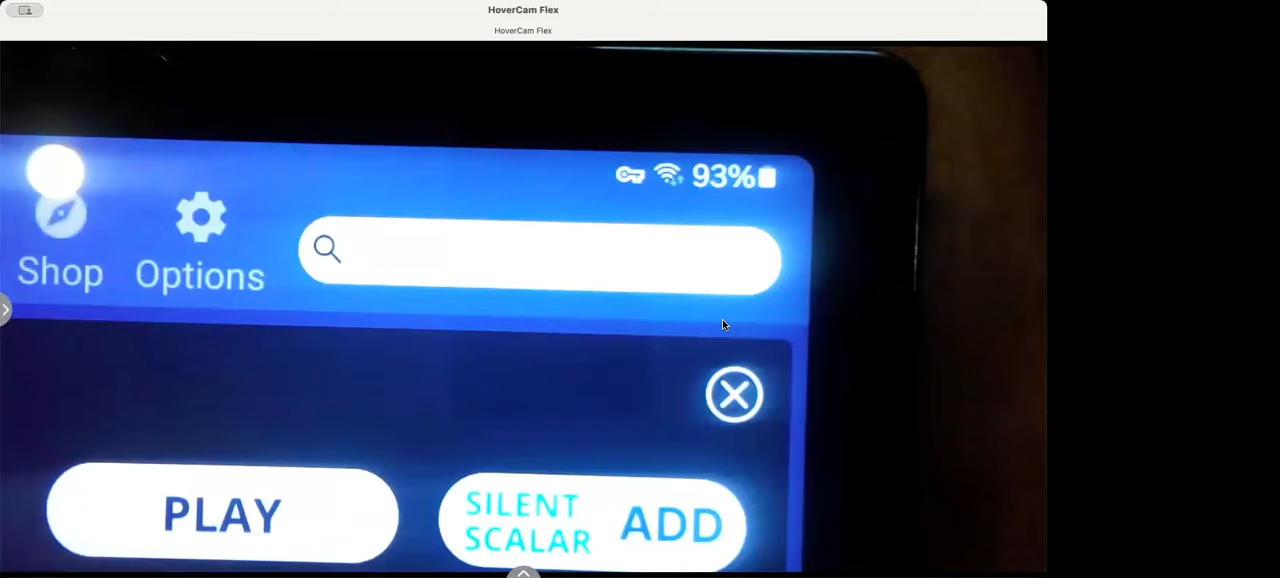 HoverCam Flex
HoverCam Flex
93%
Shop
Options
PLAY
SILENT
SCALAR
ADD